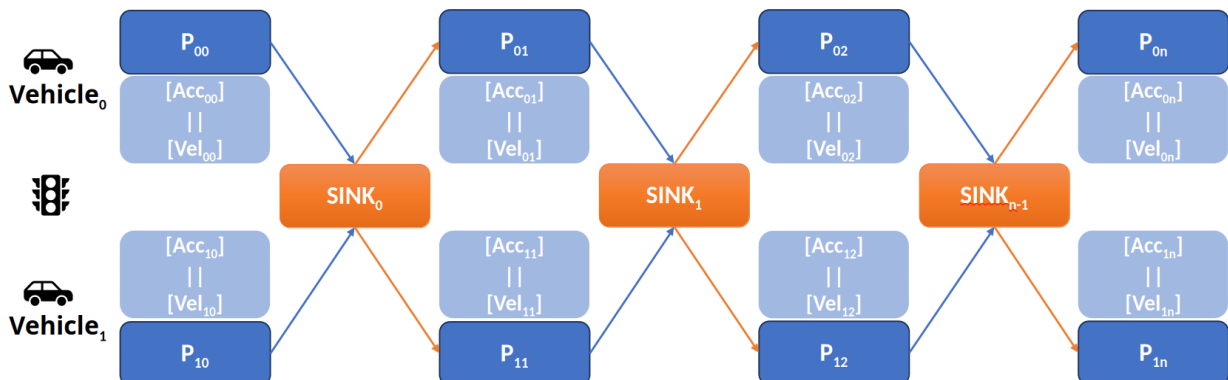 P₀₀ P₀₁ P₀₂ P₀ₙ
Vehicle₀
[Acc₀₀] [Acc₀₁] [Acc₀₂] [Acc₀ₙ]
|| || || ||
[Vel₀₀] [Vel₀₁] [Vel₀₂] [Vel₀ₙ]
SINK₀ SINK₁ SINKₙ₋₁
[Acc₁₀] [Acc₁₁] [Acc₁₂] [Acc₁ₙ]
|| || || ||
[Vel₁₀] [Vel₁₁] [Vel₁₂] [Vel₁ₙ]
Vehicle₁
P₁₀ P₁₁ P₁₂ P₁ₙ